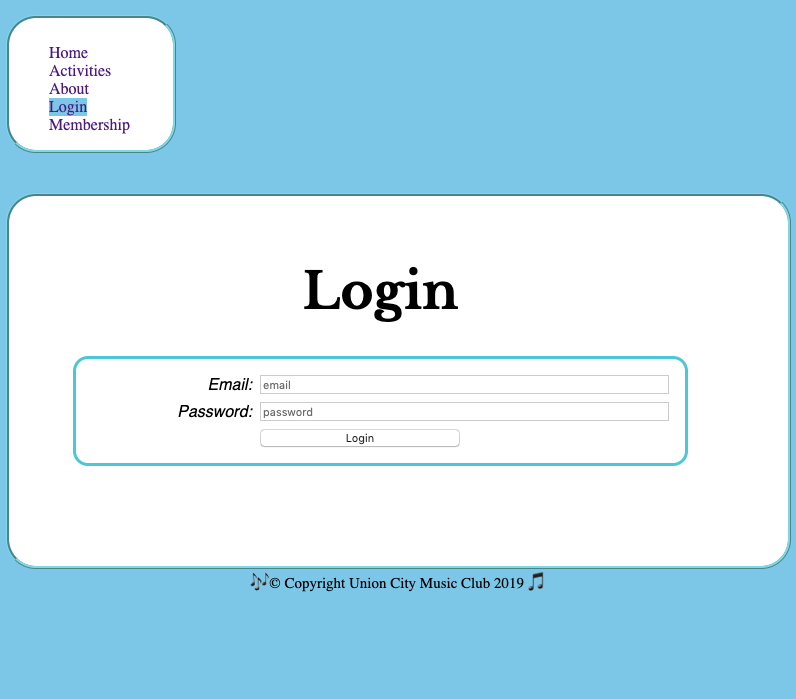 Home
Activities
About
Login
Membership
Login
Email: email
Password: password
Login
🎶© Copyright Union City Music Club 2019 🎵